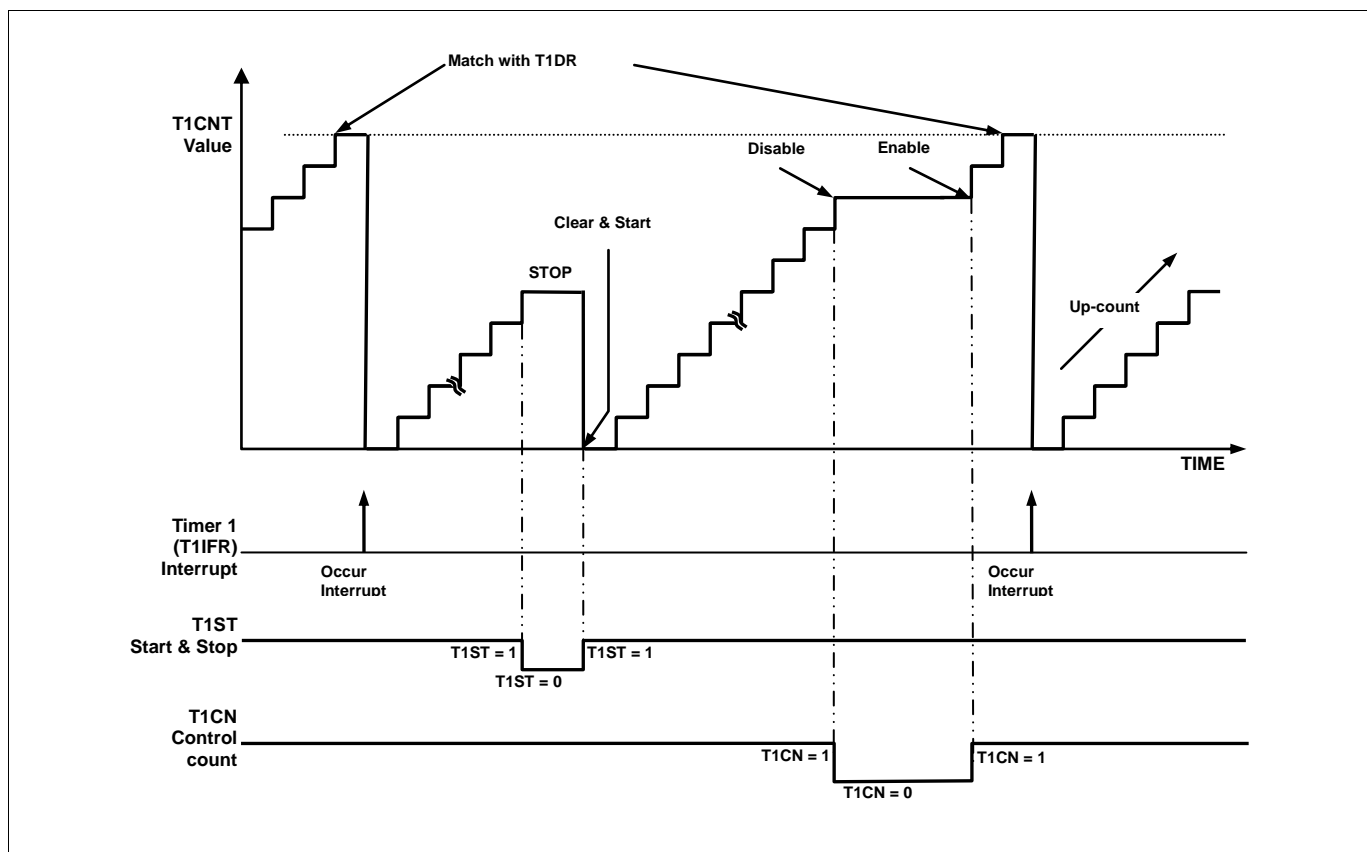 Match with T1DR
T1CNT
Value
Disable
Enable
Clear & Start
STOP
Up-count
TIME
Timer 1
(T1IFR)
Interrupt
Occur
Interrupt
Occur
Interrupt
T1ST
Start & Stop
T1ST = 1
T1ST = 1
T1ST = 0
T1CN
Control
count
T1CN = 1
T1CN = 1
T1CN = 0